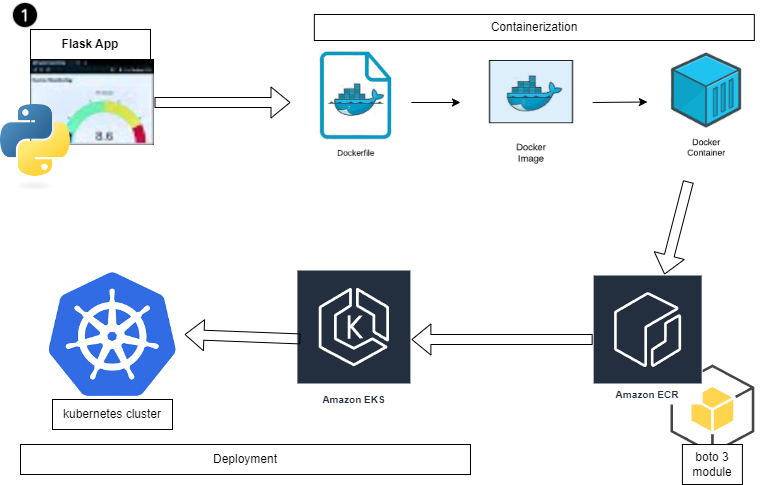 1
Containerization
Flask App
8.6
Dockerfile
Docker
Image
Docker
Container
K
Amazon EKS
Amazon ECR
kubernetes cluster
boto 3
module
Deployment